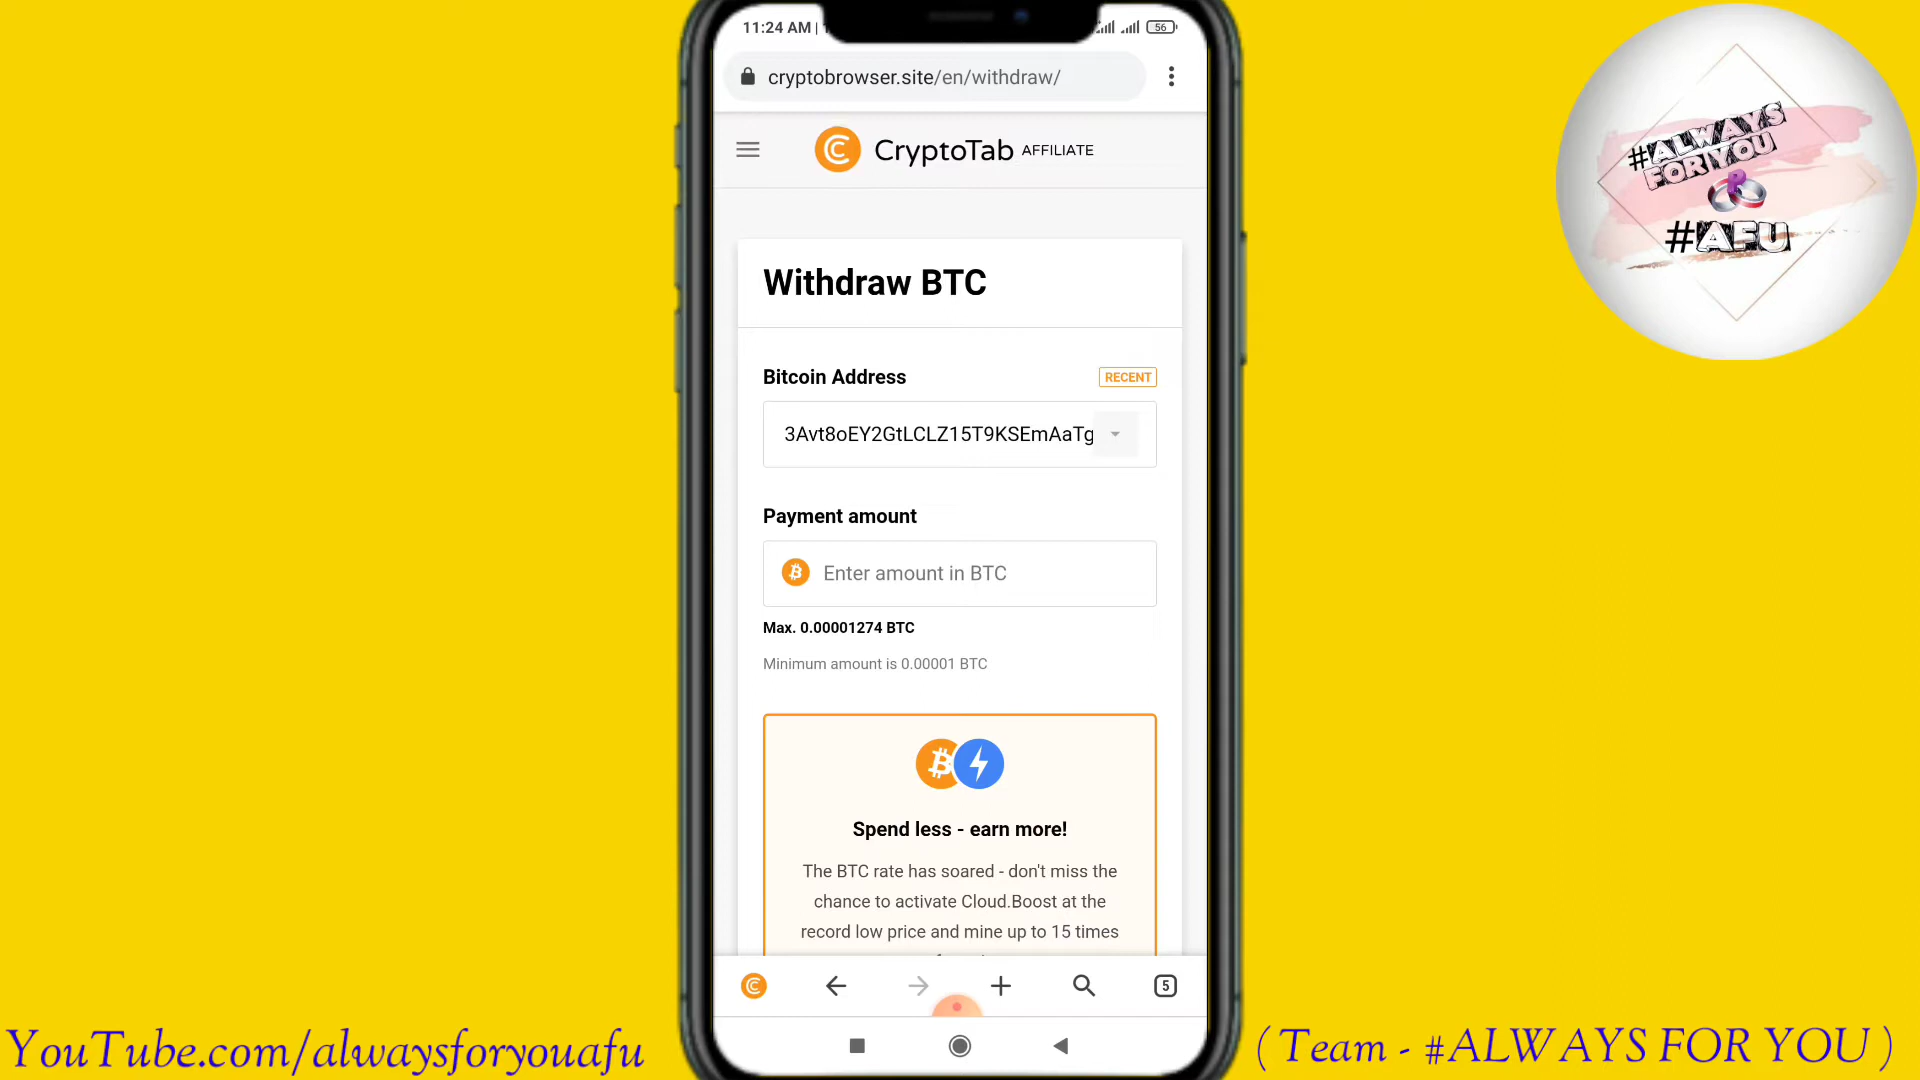 11:24 AM |
56
cryptobrowser.site/en/withdraw/
CryptoTab AFFILIATE
#ALWAYS
FOR YOU
#AFU
Withdraw BTC
Bitcoin Address
RECENT
3Avt8oEY2GtLCLZ15T9KSEmAaTg
Payment amount
Enter amount in BTC
Max. 0.00001274 BTC
Minimum amount is 0.00001 BTC
Spend less - earn more!
The BTC rate has soared - don't miss the
chance to activate Cloud.Boost at the
record low price and mine up to 15 times
5
YouTube.com/alwaysforyouafu
( Team - #ALWAYS FOR YOU )